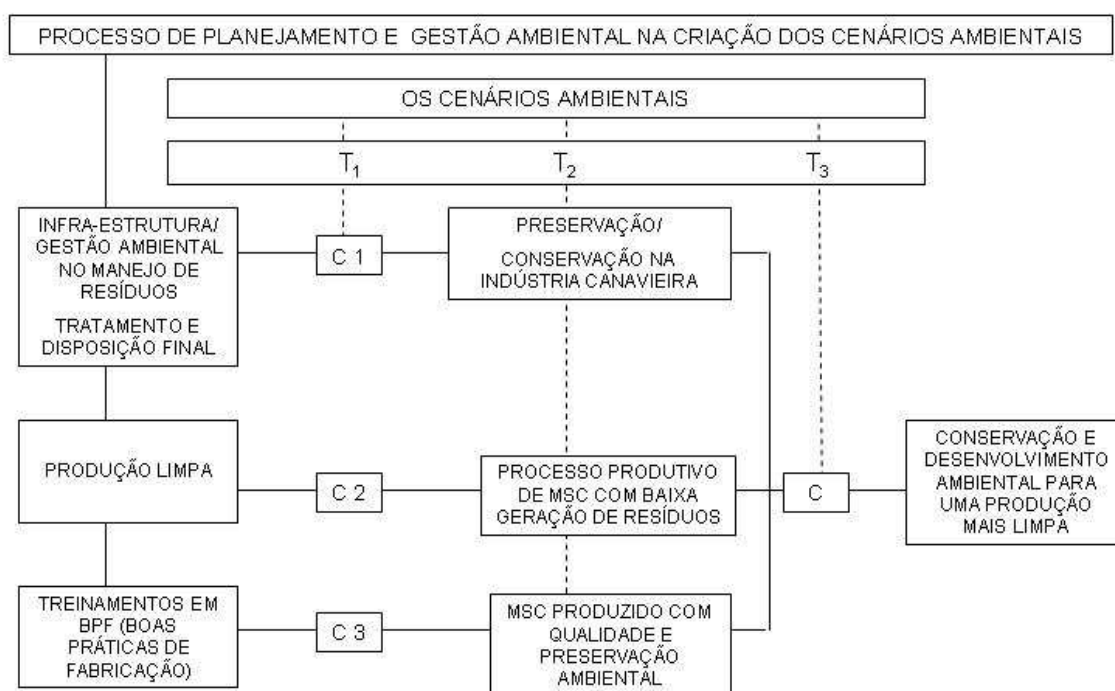 PROCESSO DE PLANEJAMENTO E GESTÃO AMBIENTAL NA CRIAÇÃO DOS CENÁRIOS AMBIENTAIS
OS CENÁRIOS AMBIENTAIS
T1 T2 T3
INFRA-ESTRUTURA/
GESTÃO AMBIENTAL
NO MANEJO DE
RESÍDUOS
TRATAMENTO E
DISPOSIÇÃO FINAL
C 1
PRESERVAÇÃO/
CONSERVAÇÃO NA
INDÚSTRIA CANAVIEIRA
PRODUÇÃO LIMPA
C 2
PROCESSO PRODUTIVO
DE MSC COM BAIXA
GERAÇÃO DE RESÍDUOS
C
CONSERVAÇÃO E
DESENVOLVIMENTO
AMBIENTAL PARA
UMA PRODUÇÃO
MAIS LIMPA
TREINAMENTOS EM
BPF (BOAS
PRÁTICAS DE
FABRICAÇÃO)
C 3
MSC PRODUZIDO COM
QUALIDADE E
PRESERVAÇÃO
AMBIENTAL